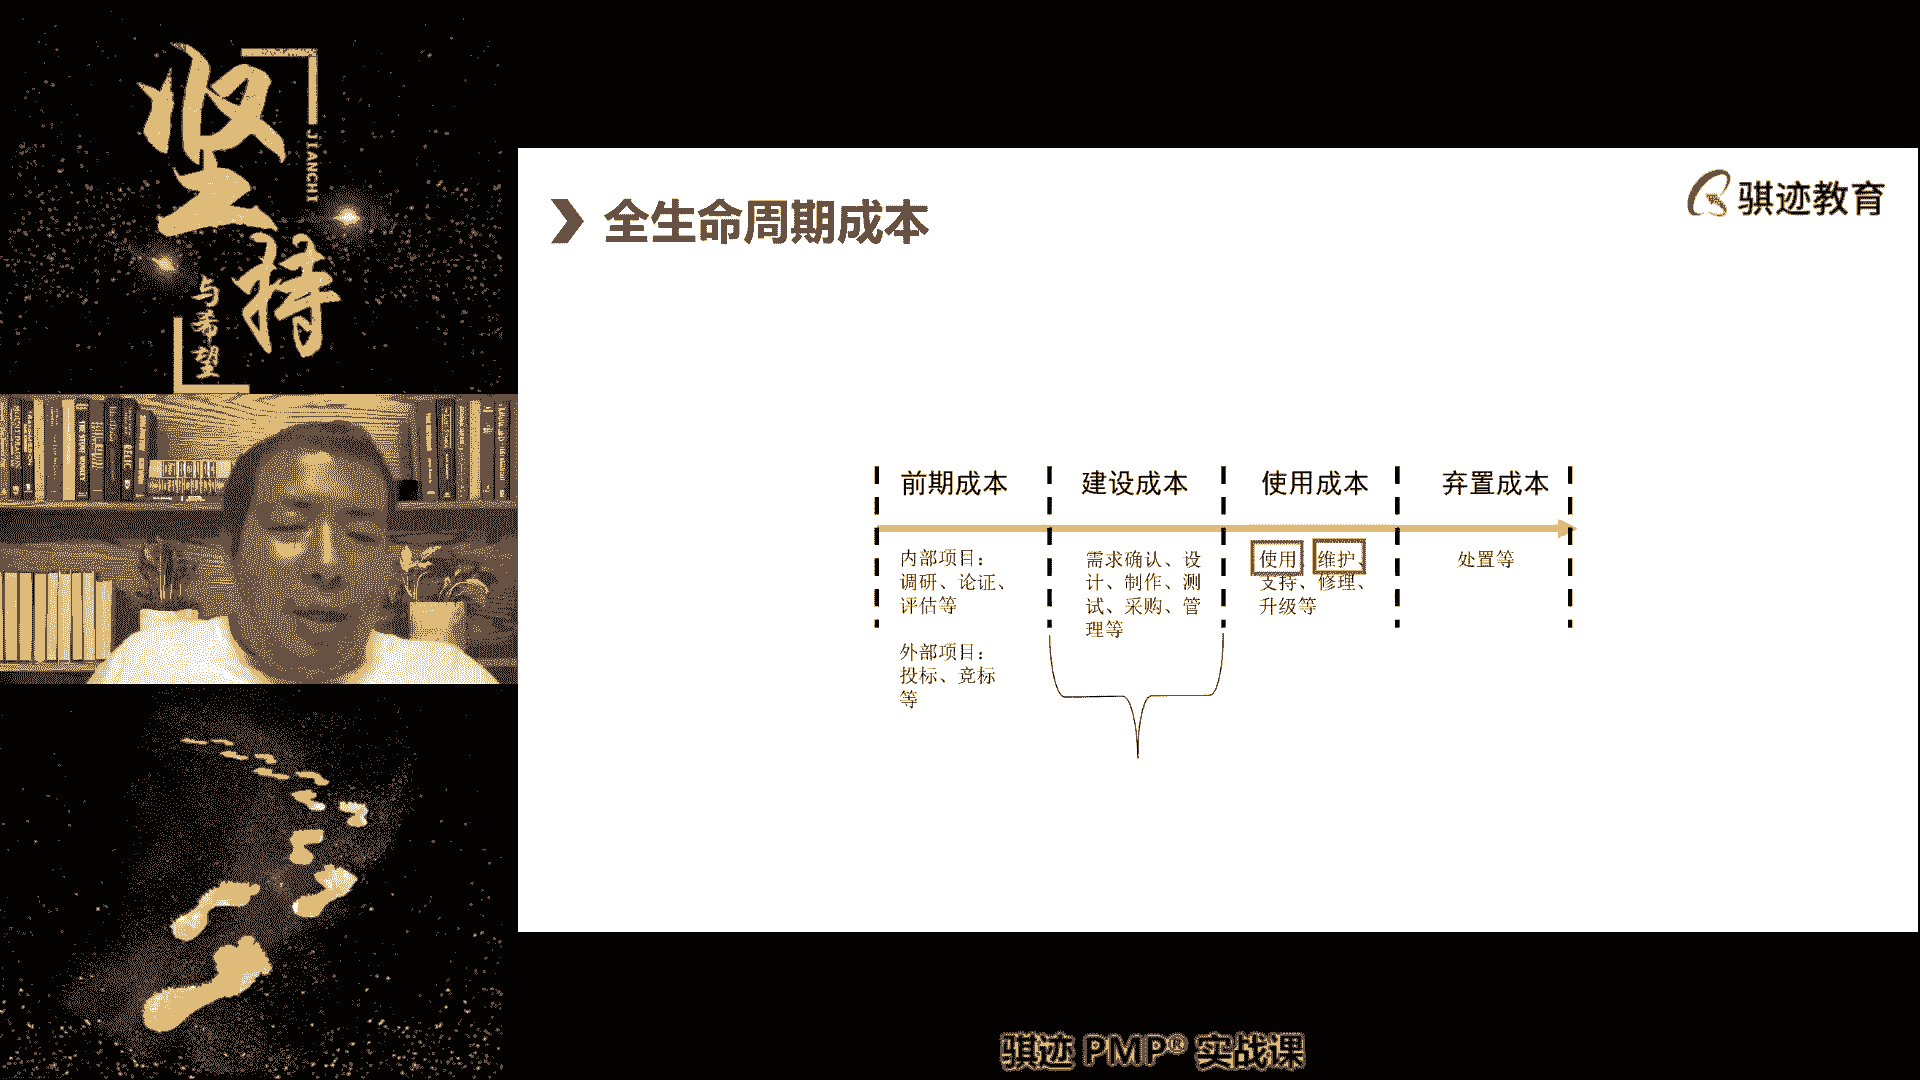 坚持
JIANCHI
与希望
骐迹教育
全生命周期成本
前期成本
建设成本
使用成本
弃置成本
内部项目：
调研、论证、
评估等
外部项目：
投标、竞标
等
需求确认、设
计、制作、测
试、采购、管
理等
使用、维护、
支持、修理、
升级等
处置等
骐迹 PMP® 实战课